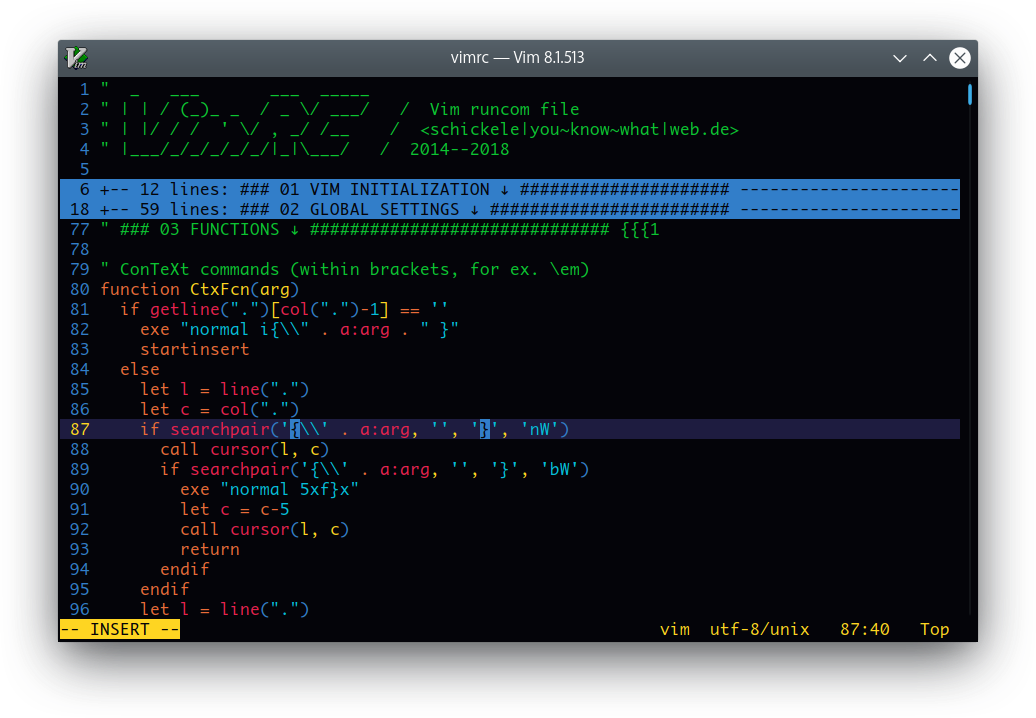 vimrc — Vim 8.1.513
1 "  _   ___       ___  _____
2 " | | / (_)_ _  / _ \/ ___/   /  Vim runcom file
3 " | |/ / / ' \/ , _/ /__    /  <schickele|you~know~what|web.de>
4 " |___/_/_/_/_/_/|_|\___/   /  2014--2018
5
6 +-- 12 lines: ### 01 VIM INITIALIZATION ↓ ##################### ----------------------
18 +-- 59 lines: ### 02 GLOBAL SETTINGS ↓ ######################## ----------------------
77 " ### 03 FUNCTIONS ↓ ############################## {{{1
78
79 " ConTeXt commands (within brackets, for ex. \em)
80 function CtxFcn(arg)
81   if getline(".")[col(".")-1] == ''
82     exe "normal i{\\" . a:arg . " }"
83     startinsert
84   else
85     let l = line(".")
86     let c = col(".")
87     if searchpair('{\\' . a:arg, '', '}', 'nW')
88       call cursor(l, c)
89       if searchpair('{\\' . a:arg, '', '}', 'bW')
90         exe "normal 5xf}x"
91         let c = c-5
92         call cursor(l, c)
93         return
94       endif
95     endif
96     let l = line(".")
-- INSERT -- vim utf-8/unix 87:40 Top